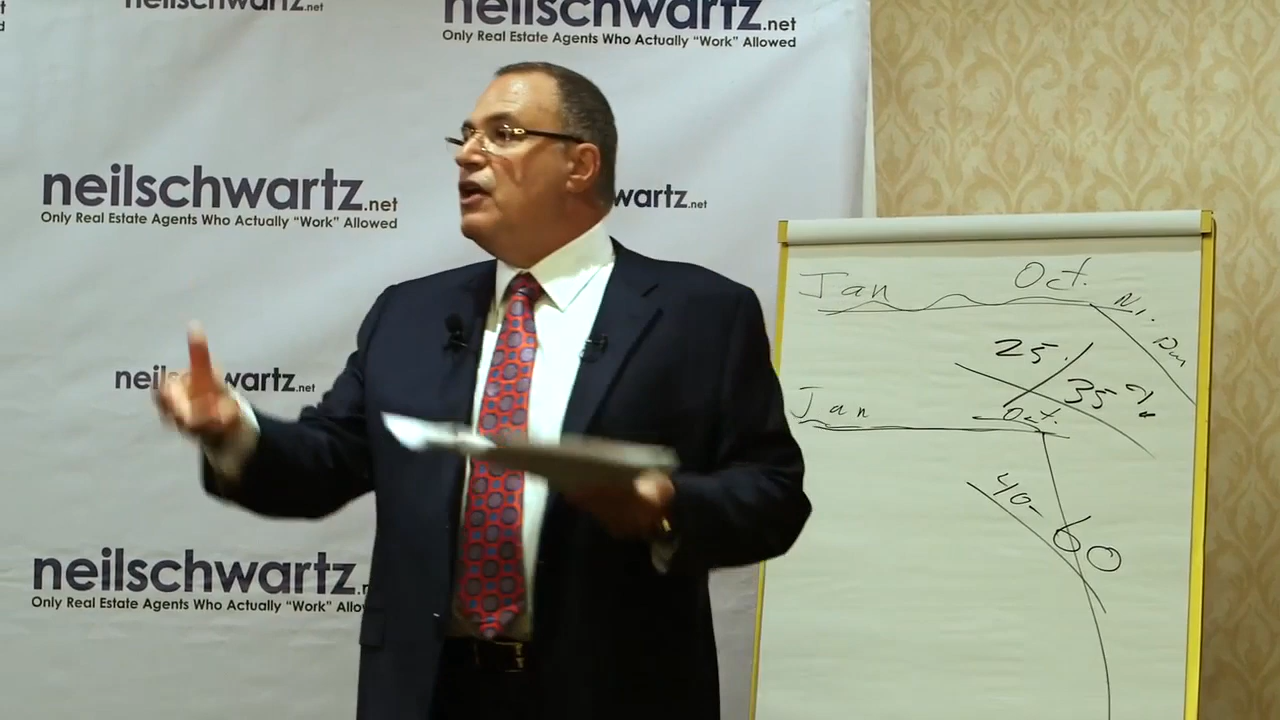 neilschwartz.net
neilschwartz.net
Only Real Estate Agents Who Actually “Work” Allowed
neilschwartz.net
Only Real Estate Agents Who Actually “Work” Allowed
wartz.net
neils wartz.net
neilschwartz.
Only Real Estate Agents Who Actually “Work” Allo
Jan Oct.
25.
35%
Jan Oct.
40-60